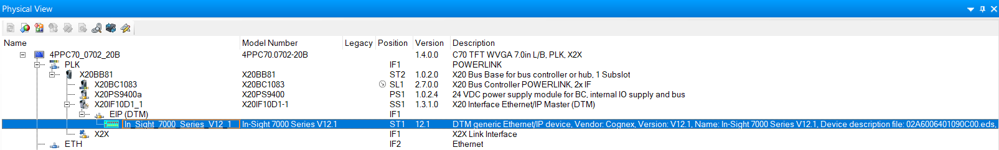 Physical View
Name Model Number Legacy Position Version Description
4PPC70_0702_20B 4PPC70.0702-20B 1.4.0.0 C70 TFT WVGA 7.0in L/B, PLK, X2X
PLK IF1 POWERLINK
X20BB81 X20BB81 ST2 1.0.2.0 X20 Bus Base for bus controller or hub, 1 Subslot
X20BC1083 X20BC1083 SL1 2.7.0.0 X20 Bus Controller POWERLINK, 2x IF
X20PS9400a X20PS9400 PS1 1.0.2.4 24 VDC power supply module for BC, internal IO supply and bus
X20IF10D1_1 X20IF10D1-1 SS1 1.3.1.0 X20 Interface Ethernet/IP Master (DTM)
EIP (DTM) IF1
In_Sight_7000_Series_V12_1 In-Sight 7000 Series V12.1 ST1 12.1 DTM generic Ethernet/IP device, Vendor: Cognex, Version: V12.1, Name: In-Sight 7000 Series V12.1, Device description file: 02A6006401090C00.eds,
X2X IF1 X2X Link Interface
ETH IF2 Ethernet